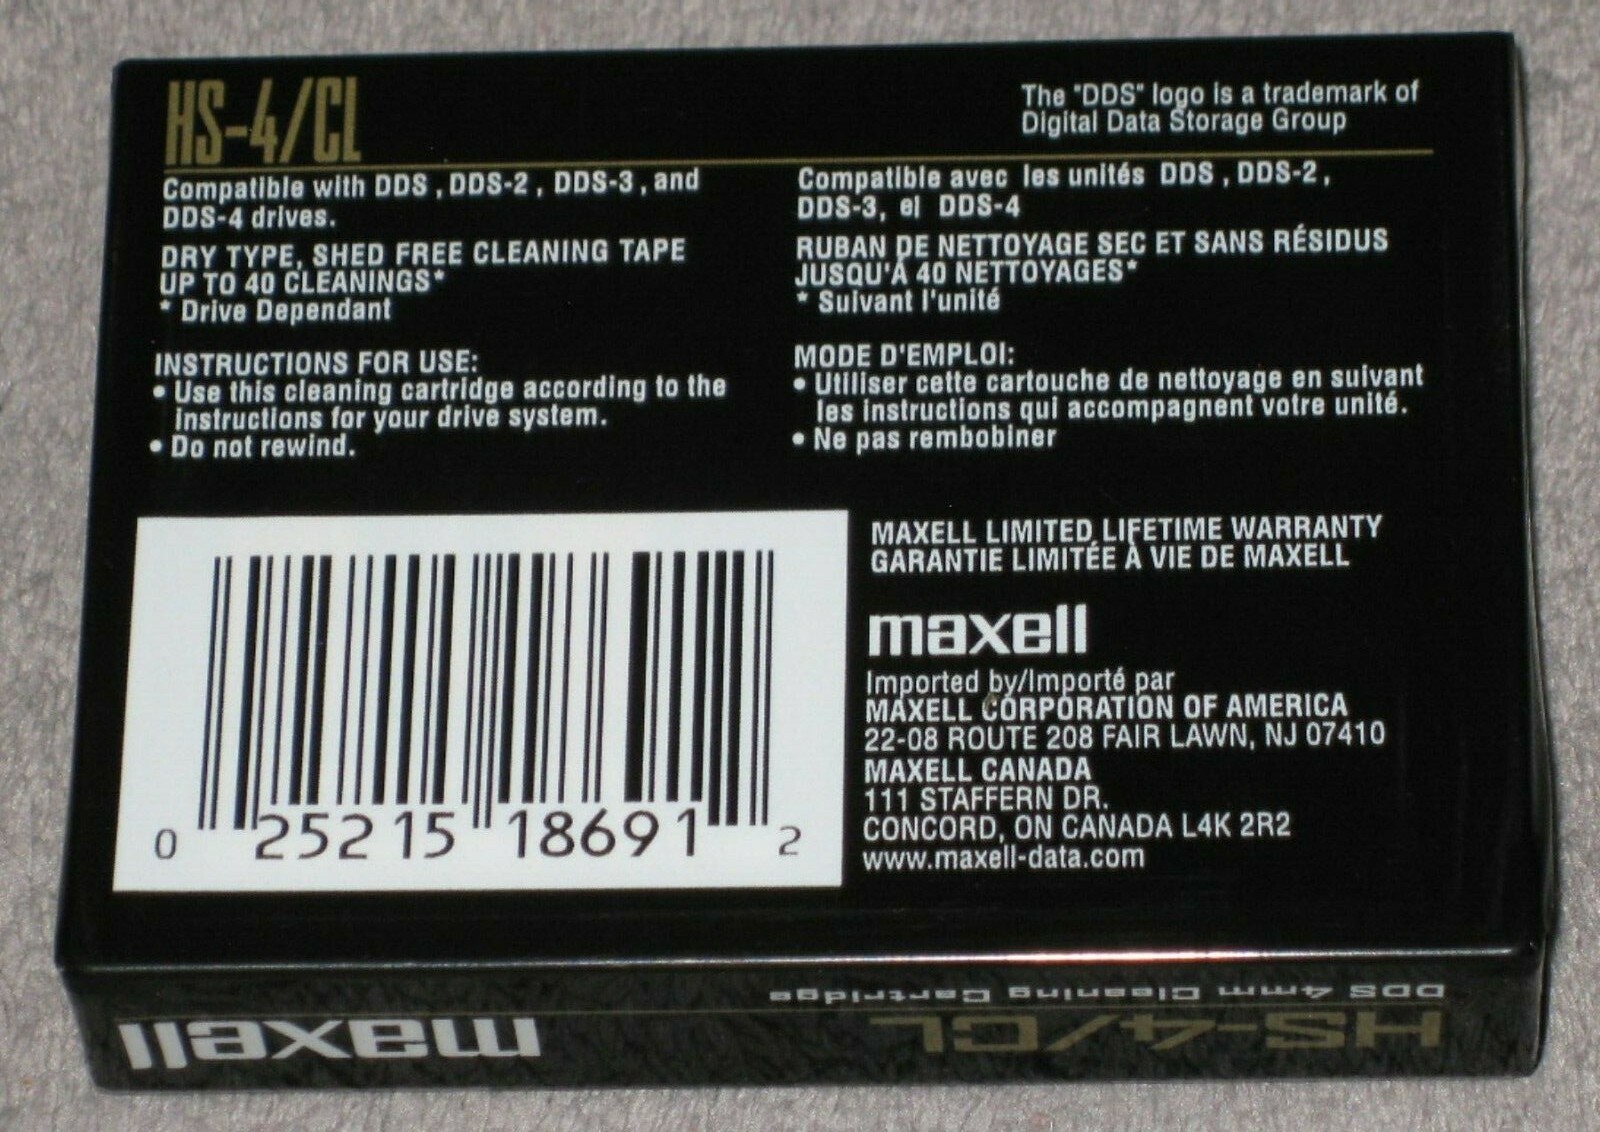 HS-4/CL
The "DDS" logo is a trademark of
Digital Data Storage Group
Compatible with DDS , DDS-2 , DDS-3 , and
DDS-4 drives.
DRY TYPE, SHED FREE CLEANING TAPE
UP TO 40 CLEANINGS*
* Drive Dependant
INSTRUCTIONS FOR USE:
• Use this cleaning cartridge according to the
instructions for your drive system.
• Do not rewind.
Compatible avec les unités DDS , DDS-2 ,
DDS-3, el DDS-4
RUBAN DE NETTOYAGE SEC ET SANS RÉSIDUS
JUSQU'À 40 NETTOYAGES*
* Suivant l'unité
MODE D'EMPLOI:
• Utiliser cette cartouche de nettoyage en suivant
les instructions qui accompagnent votre unité.
• Ne pas rembobiner
0 25215 18691 2
MAXELL LIMITED LIFETIME WARRANTY
GARANTIE LIMITÉE À VIE DE MAXELL
maxell
Imported by/Importé par
MAXELL CORPORATION OF AMERICA
22-08 ROUTE 208 FAIR LAWN, NJ 07410
MAXELL CANADA
111 STAFFERN DR.
CONCORD, ON CANADA L4K 2R2
www.maxell-data.com
DDS 4mm Cleaning Cartridge
HS-4/CL
maxell